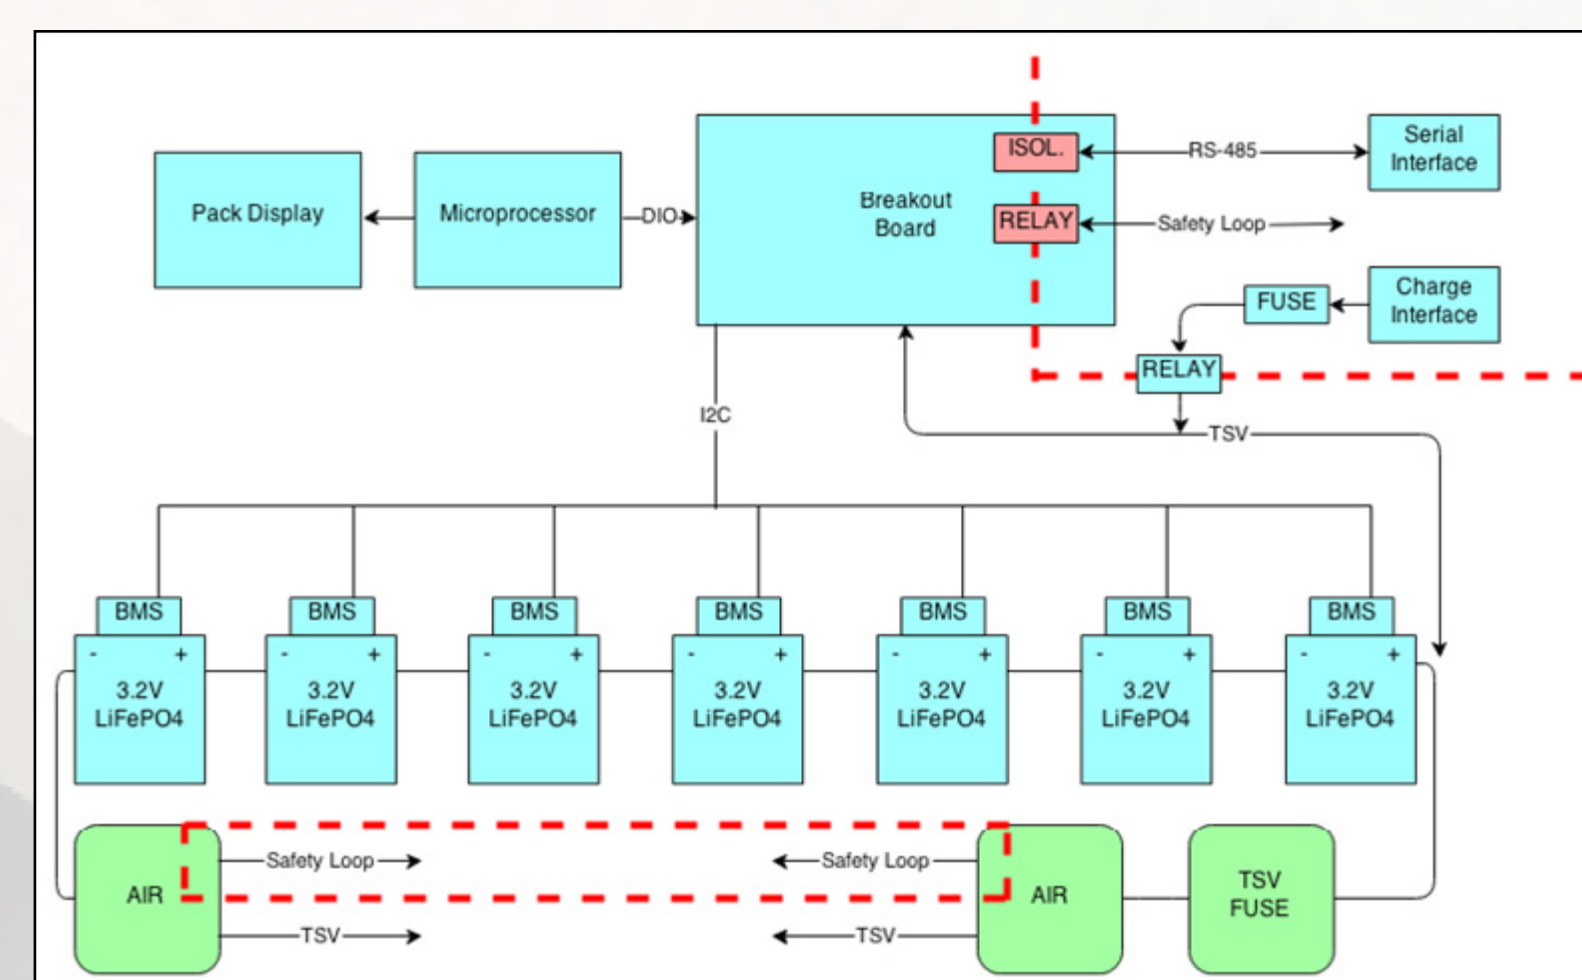 ISOL.
RS-485
Serial
Interface
Pack Display
Microprocessor
DIO
Breakout
Board
RELAY
Safety Loop
FUSE
Charge
Interface
RELAY
I2C
TSV
BMS
BMS
BMS
BMS
BMS
BMS
BMS
- +
- +
- +
- +
- +
- +
- +
3.2V
LiFePO4
3.2V
LiFePO4
3.2V
LiFePO4
3.2V
LiFePO4
3.2V
LiFePO4
3.2V
LiFePO4
3.2V
LiFePO4
AIR
Safety Loop
TSV
Safety Loop
TSV
AIR
TSV
FUSE